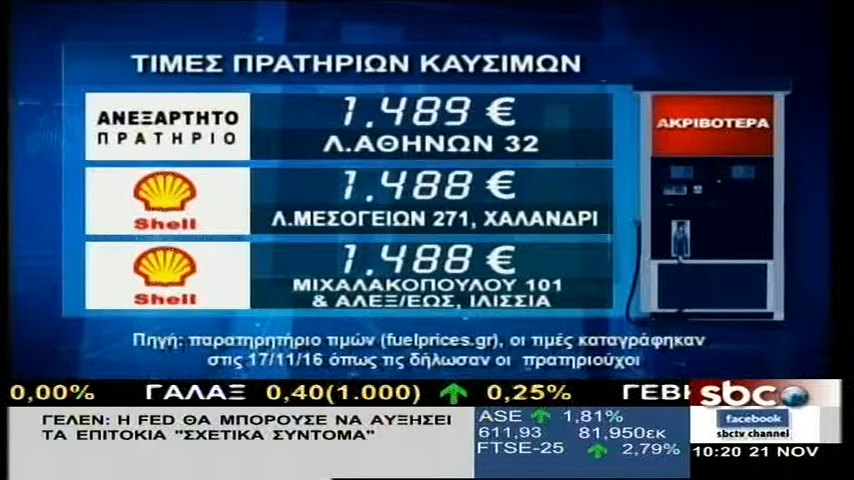 ΤΙΜΕΣ ΠΡΑΤΗΡΙΩΝ ΚΑΥΣΙΜΩΝ
ΑΝΕΞΑΡΤΗΤΟ
ΠΡΑΤΗΡΙΟ
1.489 €
Λ.ΑΘΗΝΩΝ 32
ΑΚΡΙΒΟΤΕΡΑ
Shell
1.488 €
Λ.ΜΕΣΟΓΕΙΩΝ 271, ΧΑΛΑΝΔΡΙ
Shell
1.488 €
ΜΙΧΑΛΑΚΟΠΟΥΛΟΥ 101
& ΑΛΕΞ/ΕΩΣ, ΙΛΙΣΣΙΑ
Πηγή: παρατηρητήριο τιμών (fuelprices.gr), οι τιμές καταγράφηκαν
στις 17/11/16 όπως τις δήλωσαν οι πρατηριούχοι
0,00% ΓΑΛΑΞ 0,40(1.000) 0,25% ΓΕΒΚ
sbc
facebook
sbctv channel
ΓΕΛΕΝ: Η FED ΘΑ ΜΠΟΡΟΥΣΕ ΝΑ ΑΥΞΗΣΕΙ
ΤΑ ΕΠΙΤΟΚΙΑ "ΣΧΕΤΙΚΑ ΣΥΝΤΟΜΑ"
ASE 1,81%
611,93 81,950εκ
FTSE-25 2,79%
10:20 21 NOV